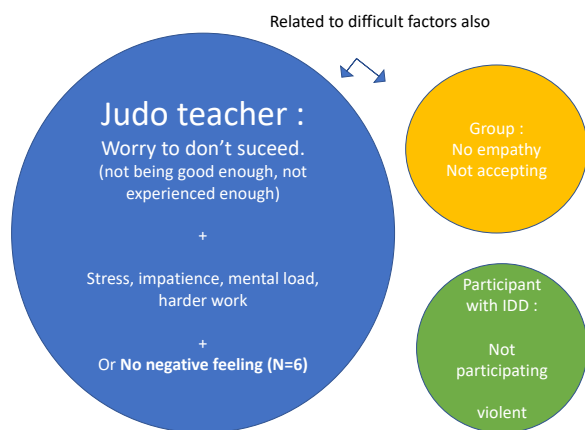 Related to difficult factors also
Judo teacher :
Worry to don't suceed.
(not being good enough, not
experienced enough)
+
Stress, impatience, mental load,
harder work
+
Or No negative feeling (N=6)
Group :
No empathy
Not accepting
Participant
with IDD :
Not
participating
violent